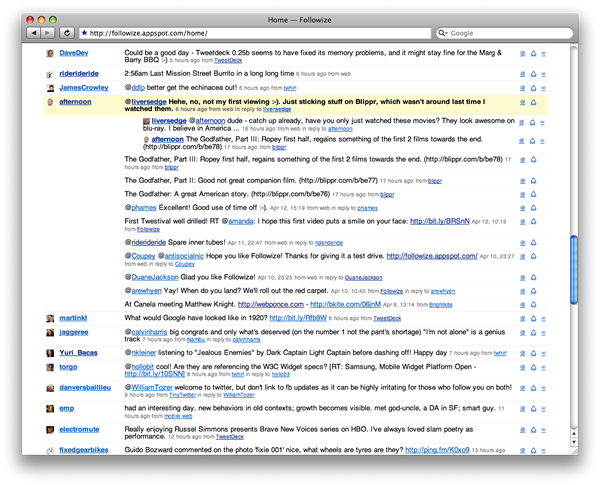 Home — Followize
http://followize.appspot.com/home/
Google
DaveDev Could be a good day - Tweetdeck 0.25b seems to have fixed its memory problems, and it might stay fine for the Marg &
Barry BBQ :-) 5 hours ago from TweetDeck
riderideride 2:56am Last Mission Street Burrito in a long long time 6 hours ago from web
JamesCrowley @ddlp better get the echinacea out! 6 hours ago from twhirl
afternoon @liversedge Hehe, no, not my first viewing :-). Just sticking stuff on Blippr, which wasn't around last time I
watched them. 6 hours ago from web in reply to liversedge
liversedge @afternoon dude - catch up already, have you only just watched these movies? They look awesome on
blu-ray. I believe in America ... 16 hours ago from web in reply to afternoon
afternoon The Godfather, Part III: Ropey first half, regains something of the first 2 films towards the end.
(http://blippr.com/b/be78) 17 hours ago from blippr
The Godfather, Part III: Ropey first half, regains something of the first 2 films towards the end. (http://blippr.com/b/be78) 17
hours ago from blippr
The Godfather, Part II: Good not great companion film. (http://blippr.com/b/be77) 17 hours ago from blippr
The Godfather: A great American story. (http://blippr.com/b/be76) 17 hours ago from blippr
@phames Excellent! Good use of time off :-). Apr 12, 15:19 from web in reply to phames
First Twestival well drilled! RT @amanda: I hope this first video puts a smile on your face: http://bit.ly/BRSnN Apr 12, 10:19
from Followize
@riderideride Spare inner tubes! Apr 11, 22:47 from web in reply to riderideride
@Coupey @antisocialnic Hope you like Followize! Thanks for giving it a test drive. http://followize.appspot.com/ Apr 10, 23:27
from web in reply to Coupey
@DuaneJackson Glad you like Followize! Apr 10, 23:25 from web in reply to DuaneJackson
@arewhyen Yay! When do you land? We'll roll out the red carpet. Apr 10, 10:45 from Followize in reply to arewhyen
At Canela meeting Matthew Knight. http://webponce.com - http://bkite.com/06jnM Apr 9, 13:14 from Brightkite
martinkl What would Google have looked like in 1920? http://bit.ly/Rfb9W 6 hours ago from TweetDeck
jaggeree @calvinharris big congrats and only what's deserved (on the number 1 not the pant's shortage) "i'm not alone" is a genius
track 7 hours ago from Nambu in reply to calvinharris
Yuri_Bacas @nkleiner listening to "Jealous Enemies" by Dark Captain Light Captain before dashing off! Happy day 7 hours ago from twhirl
torgo @hollobit cool! Are they are referencing the W3C Widget specs? [RT: Samsung, Mobile Widget Platform Open -
http://bit.ly/10SNNl 8 hours ago from twhirl in reply to hollobit
danversbaillieu @WilliamTozer welcome to twitter, but don't link to fb updates as it can be highly irritating for those who follow you on both!
9 hours ago from TinyTwitter in reply to WilliamTozer
emp had an interesting day. new behaviors in old contexts; growth becomes visible. met god-uncle, a DA in SF; smart guy. 11
hours ago from mobile web
electromute Really enjoying Russel Simmons presents Brave New Voices series on HBO. I've always loved slam poetry as
performance. 12 hours ago from TweetDeck
fixedgearbikes Guido Bozward commented on the photo 'fixie 001' nice, what wheels are tyres are they? http://ping.fm/K0xo9 13 hours